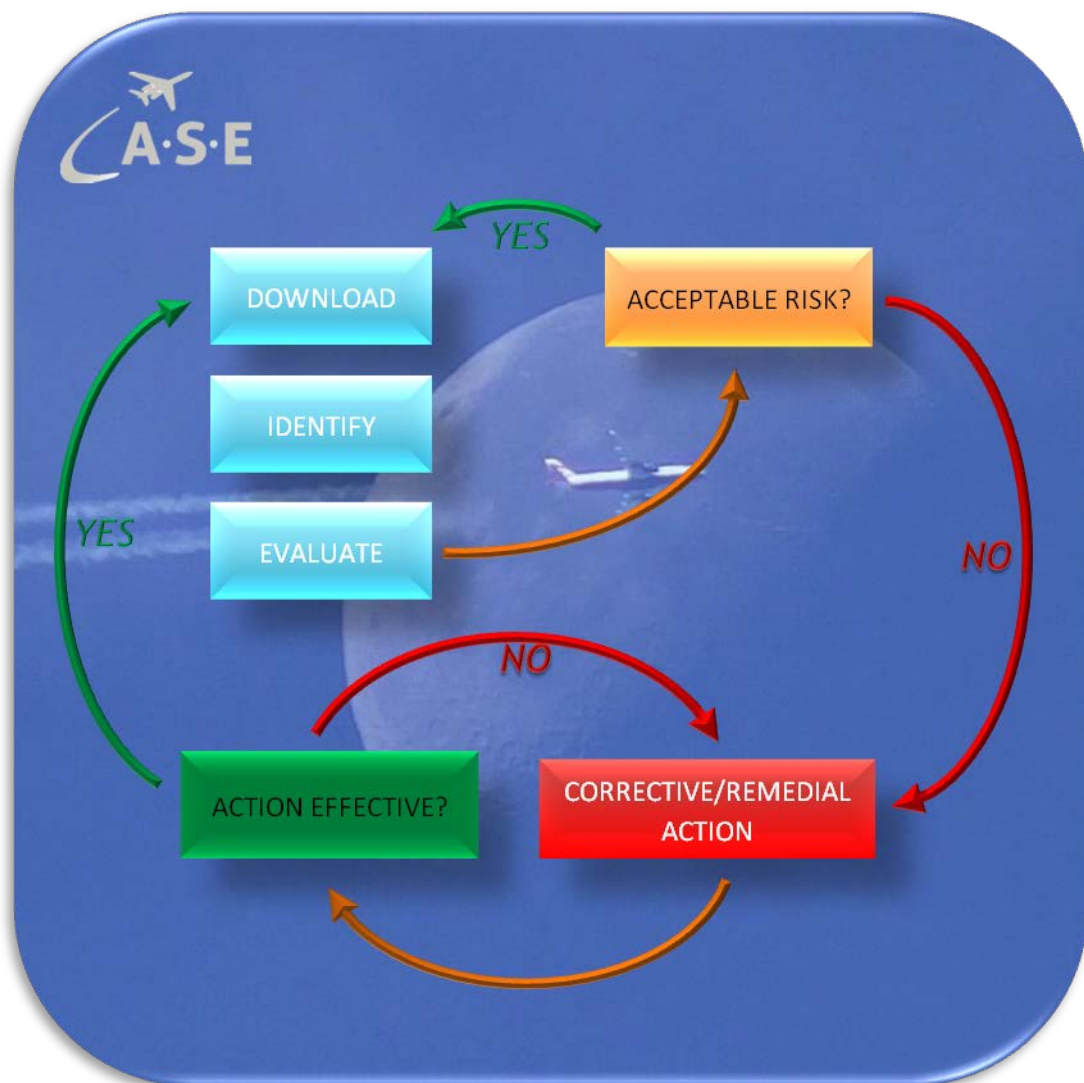 A·S·E
YES
DOWNLOAD
ACCEPTABLE RISK?
IDENTIFY
YES
EVALUATE
NO
NO
ACTION EFFECTIVE?
CORRECTIVE/REMEDIAL
ACTION